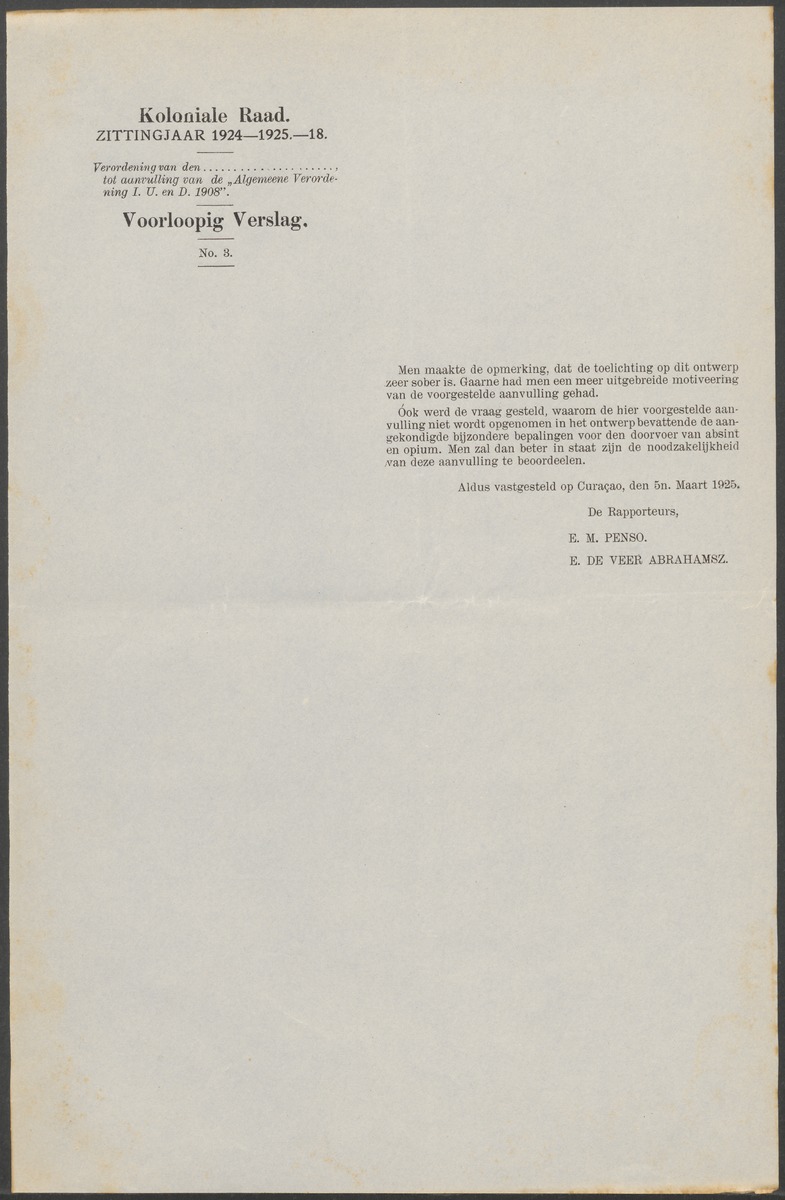 Koloniale Raad.
ZITTINGJAAR 1924—1925.—18.
Verordening van den . . . . . . . . . . . . . . . . . . . . . . ,
tot aanvulling van de „Algemeene Verorde-
ning I. U. en D. 1908”.
Voorloopig Verslag.
No. 3.
Men maakte de opmerking, dat de toelichting op dit ontwerp
zeer sober is. Gaarne had men een meer uitgebreide motiveering
van de voorgestelde aanvulling gehad.
Óok werd de vraag gesteld, waarom de hier voorgestelde aan-
vulling niet wordt opgenomen in het ontwerp bevattende de aan-
gekondigde bijzondere bepalingen voor den doorvoer van absint
en opium. Men zal dan beter in staat zijn de noodzakelijkheid
van deze aanvulling te beoordeelen.
Aldus vastgesteld op Curaçao, den 5n. Maart 1925.
De Rapporteurs,
E. M. PENSO.
E. DE VEER ABRAHAMSZ.